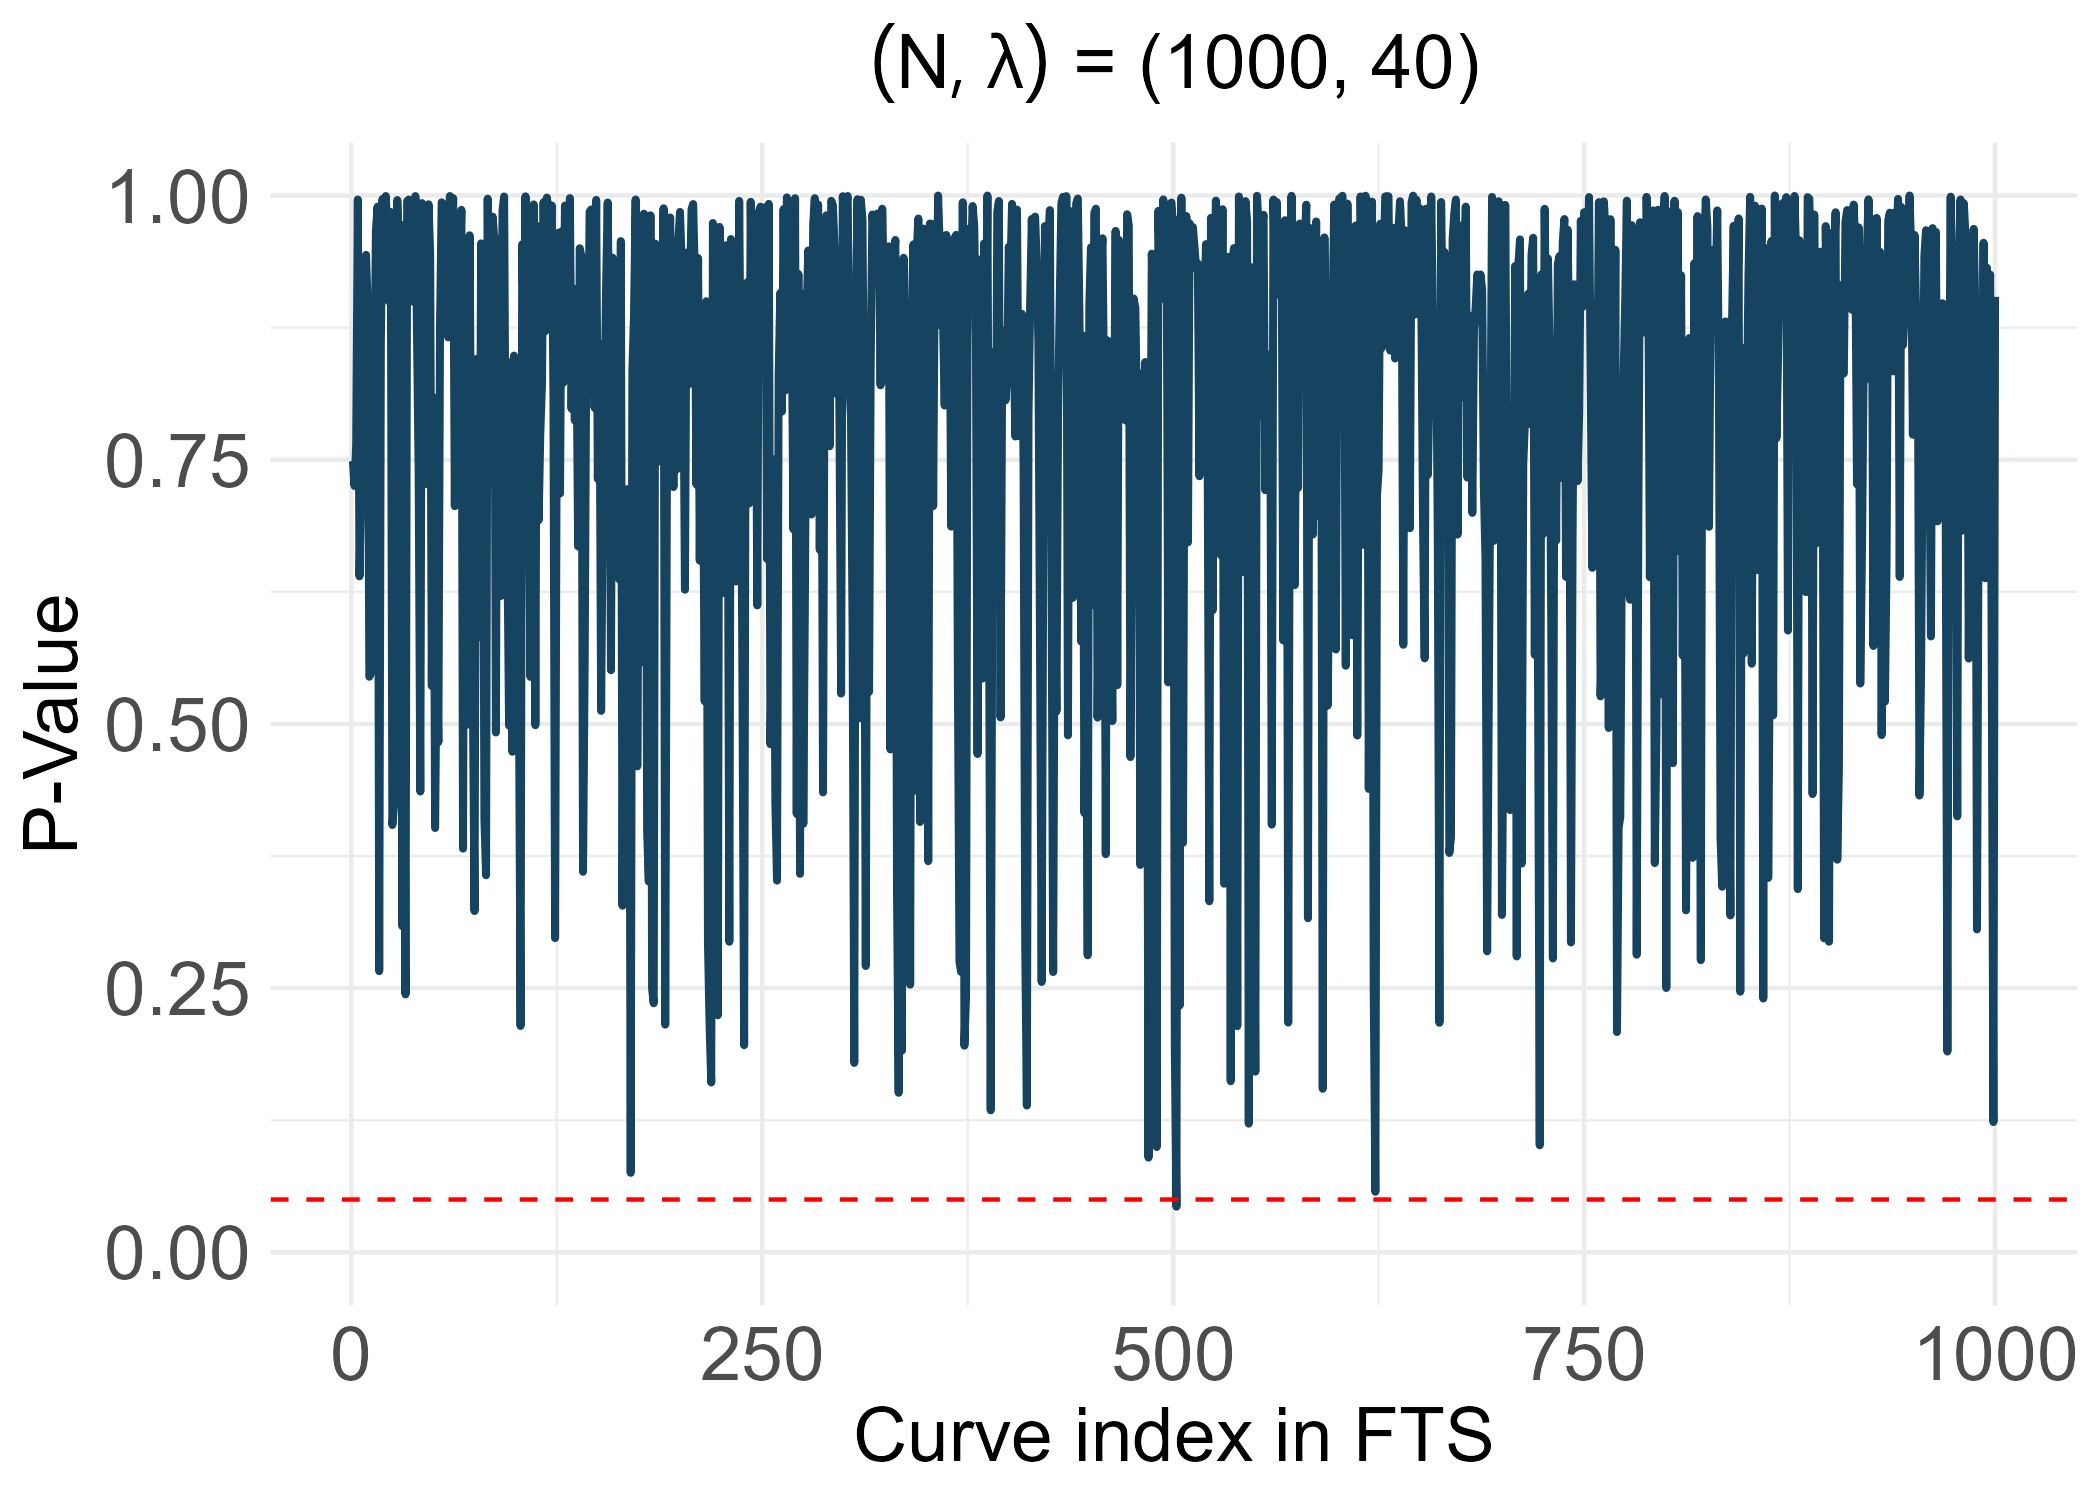 (N, λ) = (1000, 40)
1.00
0.75
0.50
0.25
0.00
P-Value
0 250 500 750 1000
Curve index in FTS